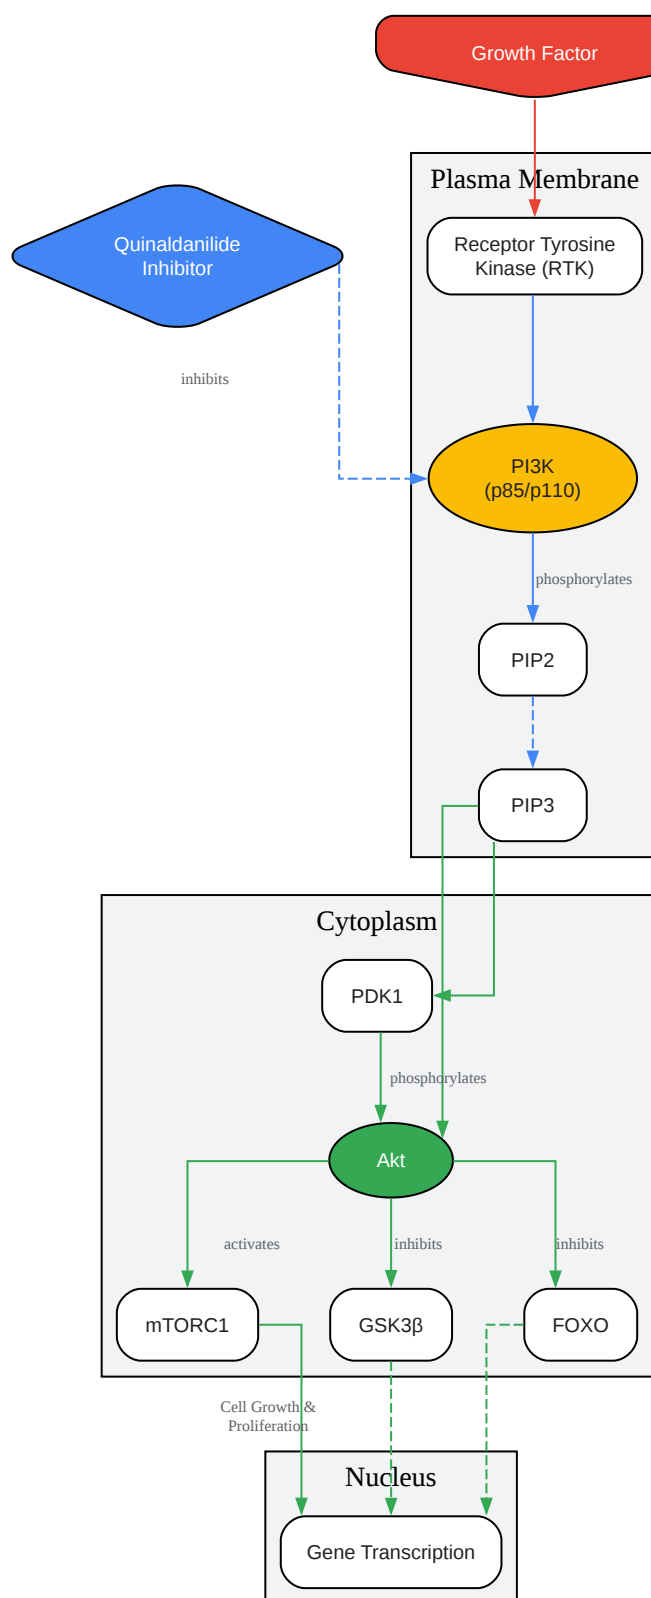 Growth Factor
Plasma Membrane
Quinaldanilide
Inhibitor
Receptor Tyrosine
Kinase (RTK)
inhibits
PI3K
(p85/p110)
phosphorylates
PIP2
PIP3
Cytoplasm
PDK1
phosphorylates
Akt
activates
inhibits
inhibits
mTORC1
GSK3β
FOXO
Cell Growth &
Proliferation
Nucleus
Gene Transcription